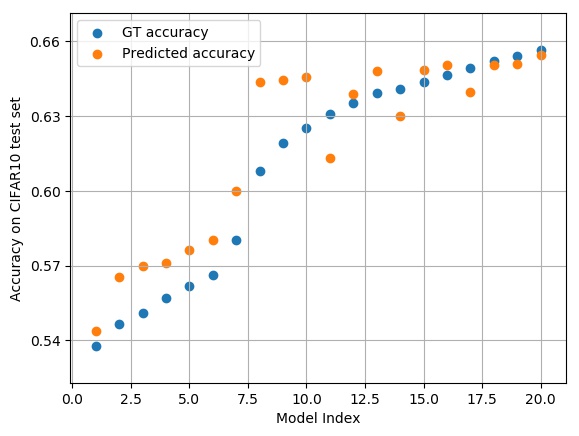 GT accuracy
Predicted accuracy
Accuracy on CIFAR10 test set
0.66
0.63
0.60
0.57
0.54
0.0 2.5 5.0 7.5 10.0 12.5 15.0 17.5 20.0
Model Index